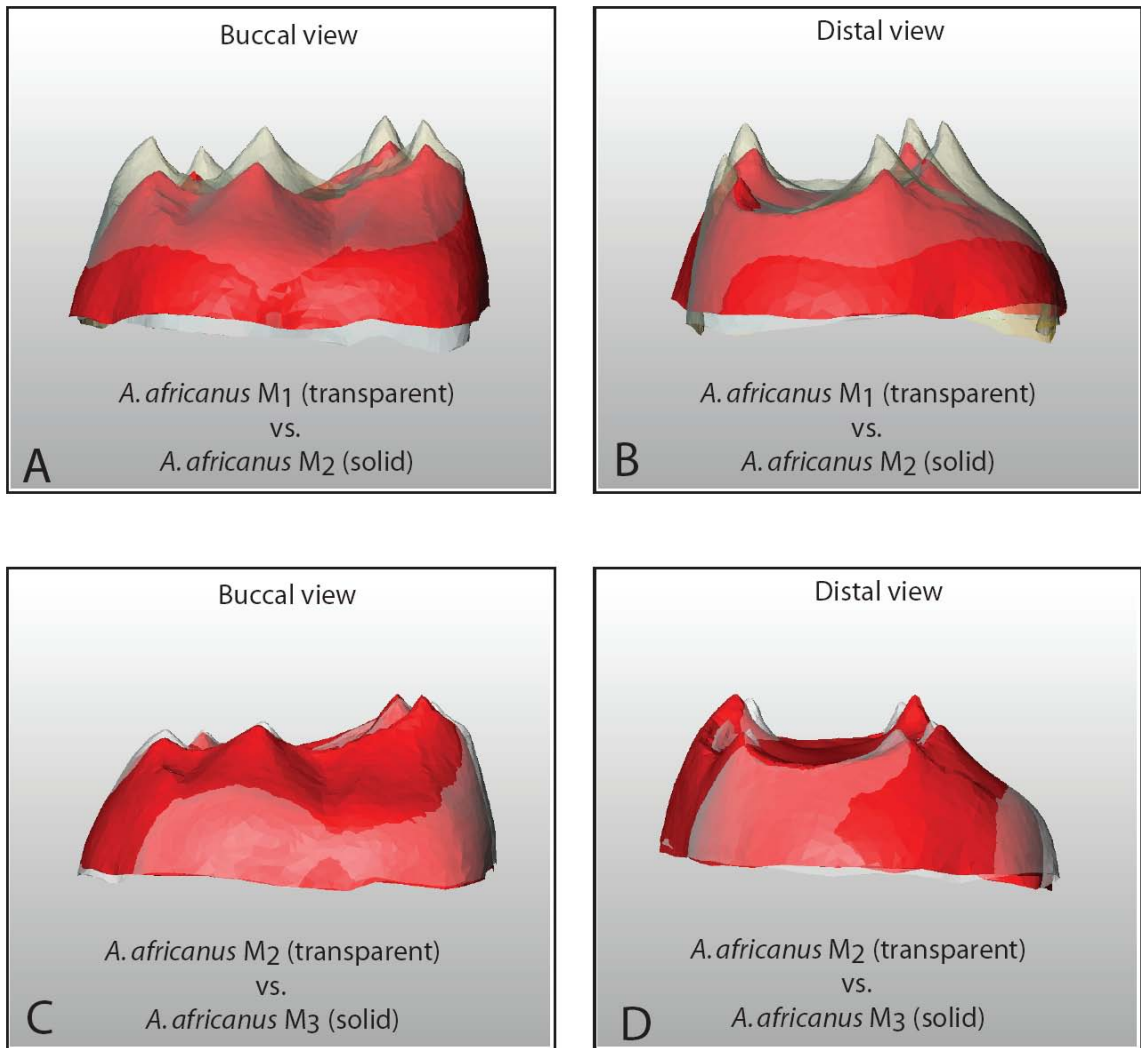 Buccal view
A. africanus M1 (transparent)
vs.
A. africanus M2 (solid)
A
Distal view
A. africanus M1 (transparent)
vs.
A. africanus M2 (solid)
B
Buccal view
A. africanus M2 (transparent)
vs.
A. africanus M3 (solid)
C
Distal view
A. africanus M2 (transparent)
vs.
A. africanus M3 (solid)
D